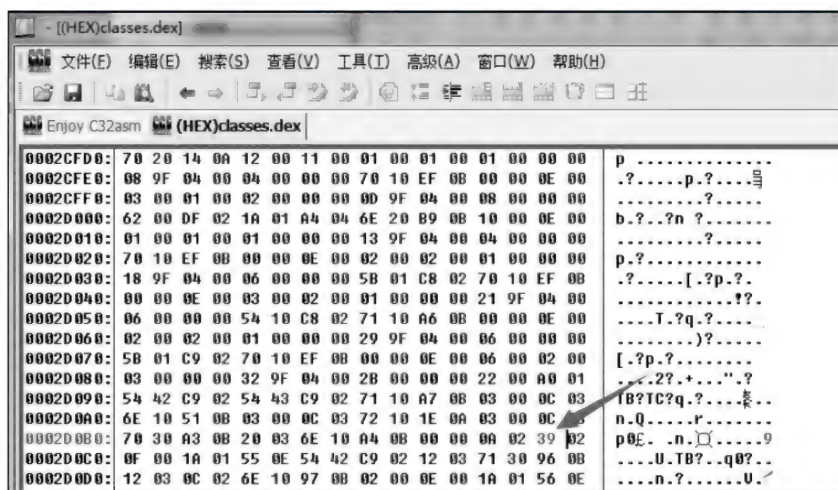 - [(HEX)classes.dex]
文件(F) 编辑(E) 搜索(S) 查看(V) 工具(T) 高级(A) 窗口(W) 帮助(H)
Enjoy C32asm (HEX)classes.dex
0002CFD0: 70 20 14 0A 12 00 11 00 01 00 01 00 01 00 00 00 p ..............
0002CFE0: 08 9F 04 00 04 00 00 00 70 10 EF 0B 00 00 0E 00 .?.....p.?....
0002CFF0: 03 00 01 00 02 00 00 00 0D 9F 04 00 08 00 00 00 .........?.....
0002D000: 62 00 DF 02 1A 01 A4 04 6E 20 B9 0B 10 00 0E 00 b.?..?n ?.......
0002D010: 01 00 01 00 01 00 00 00 13 9F 04 00 04 00 00 00 .........?.....
0002D020: 70 10 EF 0B 00 00 0E 00 02 00 02 00 01 00 00 00 p.?............
0002D030: 18 9F 04 00 06 00 00 00 5B 01 C8 02 70 10 EF 0B .?.....[.?p.?.
0002D040: 00 00 0E 00 03 00 02 00 01 00 00 00 21 9F 04 00 ............!?.
0002D050: 06 00 00 00 54 10 C8 02 71 10 A6 0B 00 00 0E 00 ....T.?q.?.....
0002D060: 02 00 02 00 01 00 00 00 29 9F 04 00 06 00 00 00 ........)?.....
0002D070: 5B 01 C9 02 70 10 EF 0B 00 00 0E 00 06 00 02 00 [.?p.?........
0002D080: 03 00 00 00 32 9F 04 00 2B 00 00 00 22 00 A0 01 ....2?.+...".?
0002D090: 54 42 C9 02 54 43 C9 02 71 10 A7 0B 03 00 0C 03 TB?TC?q.?....
0002D0A0: 6E 10 51 0B 03 00 0C 03 72 10 1E 0A 03 00 0C n.Q.....r.......
0002D0B0: 70 30 A3 0B 20 03 6E 10 A4 0B 00 00 0A 02 39 02
0002D0C0: 0F 00 1A 01 55 0E 54 42 C9 02 12 03 71 30 96 0B ....U.TB?..q0?.
0002D0D0: 12 03 0C 02 6E 10 97 0B 02 00 0E 00 1A 01 56 0E ....n.?.......V.